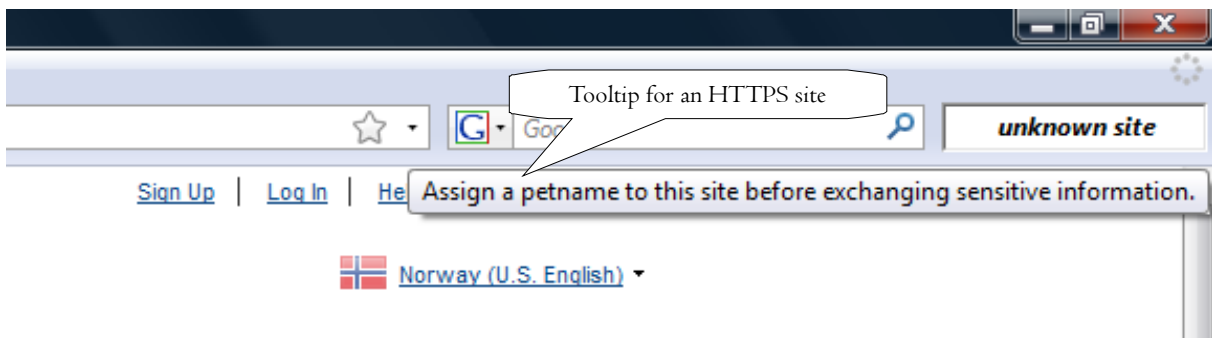 Tooltip for an HTTPS site
G Goo unknown site
Sign Up | Log In | He Assign a petname to this site before exchanging sensitive information.
Norway (U.S. English)